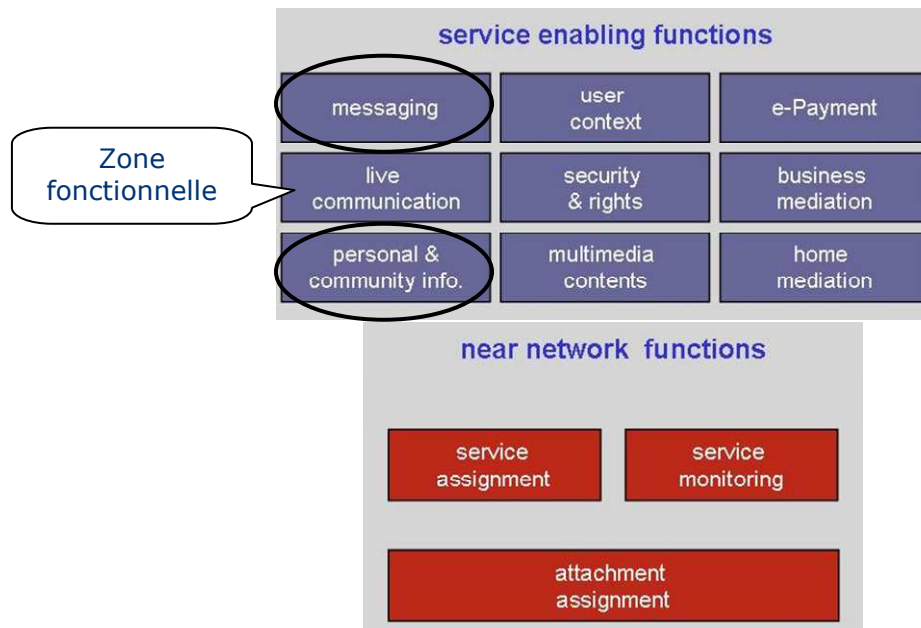 service enabling functions
messaging
user
context
e-Payment
Zone
fonctionnelle
live
communication
security
& rights
business
mediation
personal &
community info.
multimedia
contents
home
mediation
near network functions
service
assignment
service
monitoring
attachment
assignment